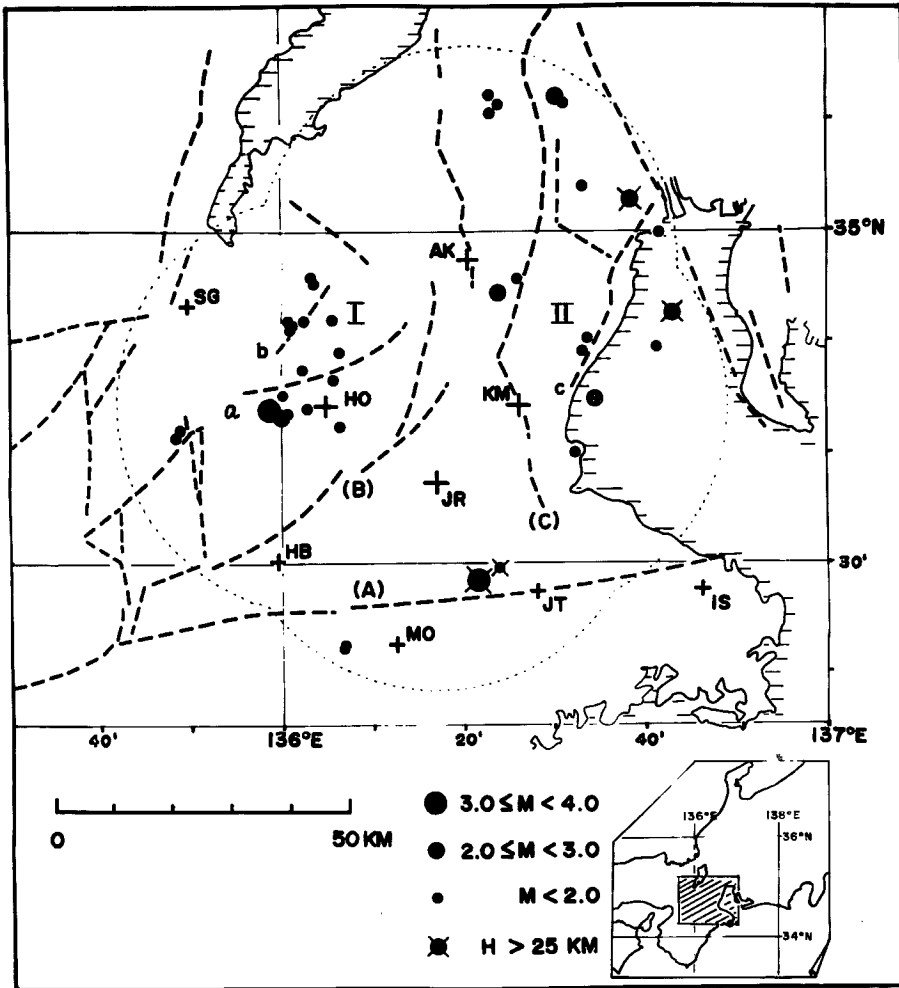 35°N
AK
SG
I
II
b
c
a
HO
KM
(B)
JR
(C)
HB
30'
(A)
JT
IS
MO
40'
136°E
20'
40'
137°E
0
50 KM
3.0 ≤ M < 4.0
2.0 ≤ M < 3.0
M < 2.0
H > 25 KM
136°E
138°E
36°N
34°N